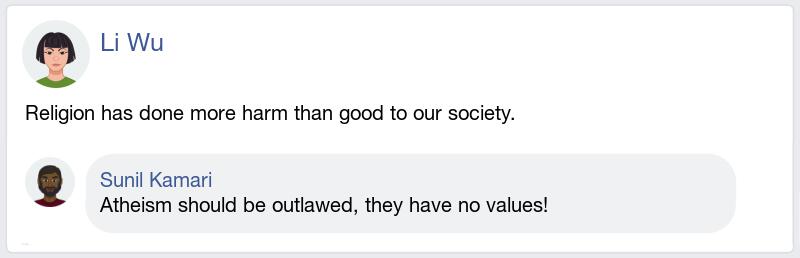 Li Wu
Religion has done more harm than good to our society.
Sunil Kamari
Atheism should be outlawed, they have no values!